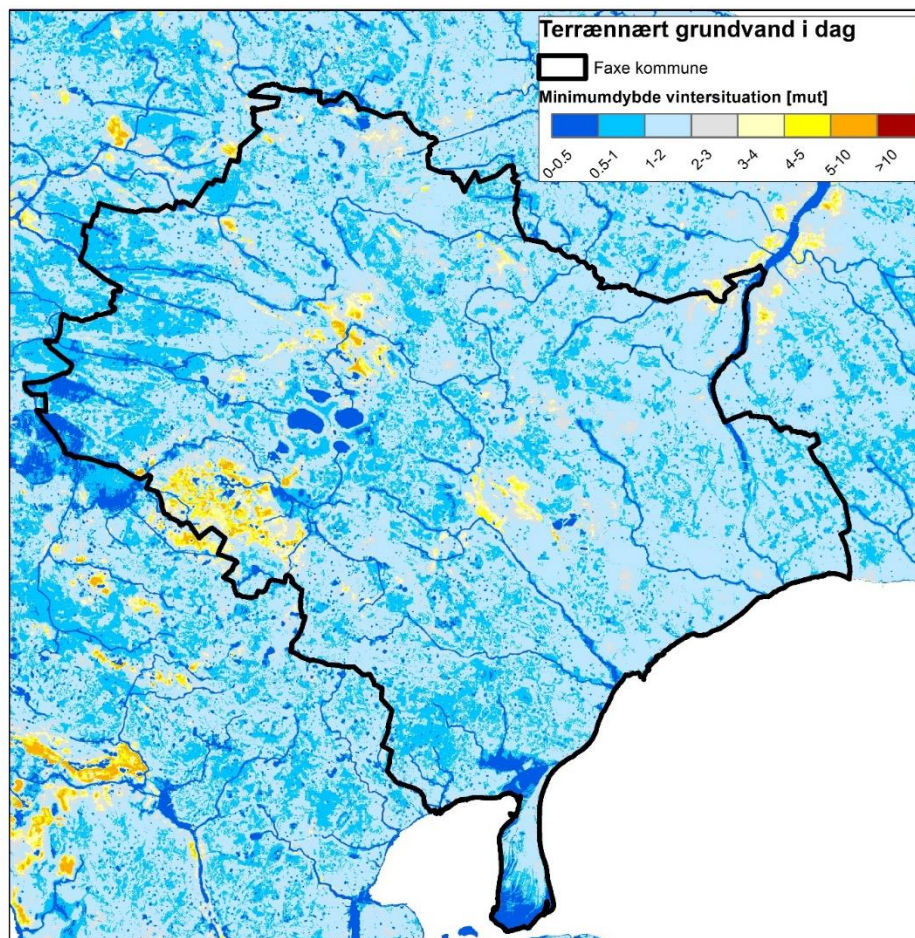 Terrænnært grundvand i dag
Faxe kommune
Minimumdybde vintersituation [mut]
0-0,5 0,5-1 1-2 2-3 3-4 4-5 5-10 >10